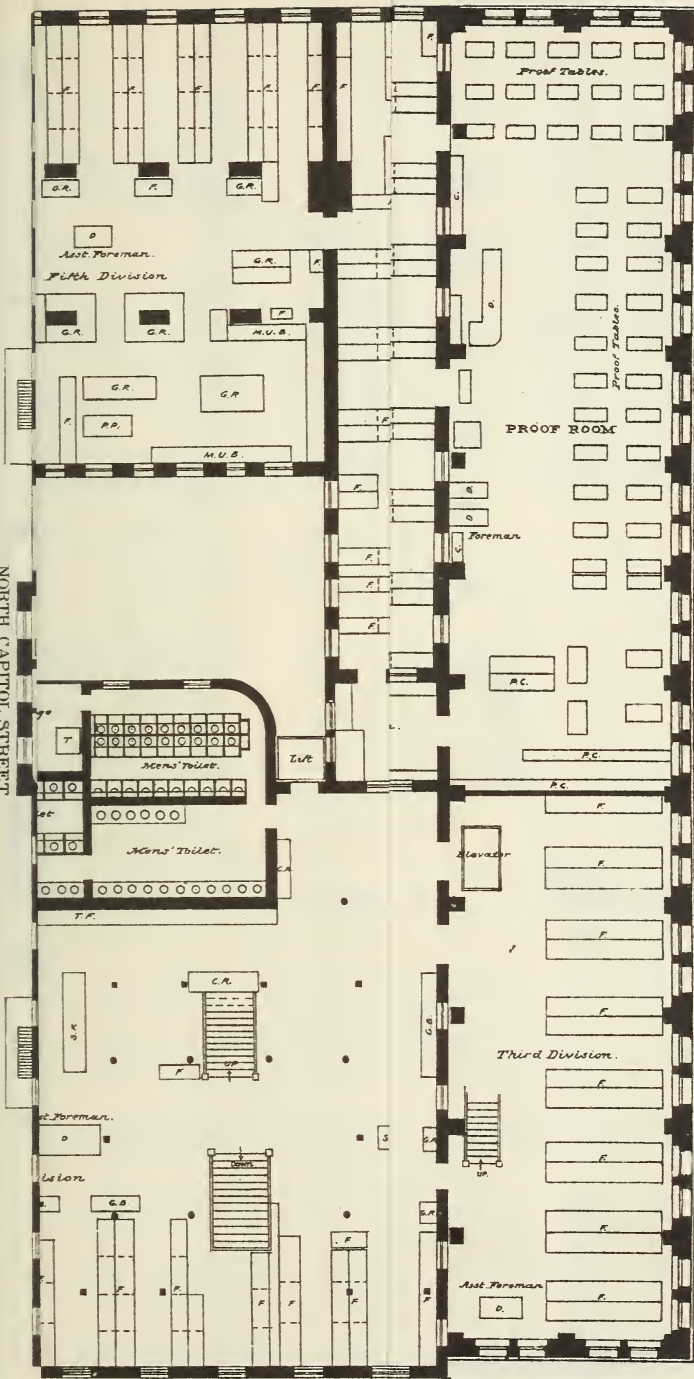 Proof Tables.
F.
F.
F.
F.
F.
F
F.
G.R.
F.
G.R.
C.
D
Asst. Foreman.
Fifth Division
G.R.
F.
D.
G.R.
G.R.
F
M.U.B.
Proof Tables.
G.R.
G.R
F.
P.P.
M.U.B.
F.
PROOF ROOM
F.
D.
D.
Foreman
C.
F.
F.
F.
P.C.
T
Mens' Toilet.
Lift
P.C.
P.C.
Mens' Toilet.
Elevator
F.
F.
T.F.
F.
C.R.
S.R.
G.B.
F
UP
F.
Third Division.
F.
NORTH CAPITOL STREET
st. Foreman.
D
S
G.R.
Down
UP.
F.
ision
G.B
G.R.
F
F.
F
F.
F
F
F
F
Asst. Foreman
D.
F.